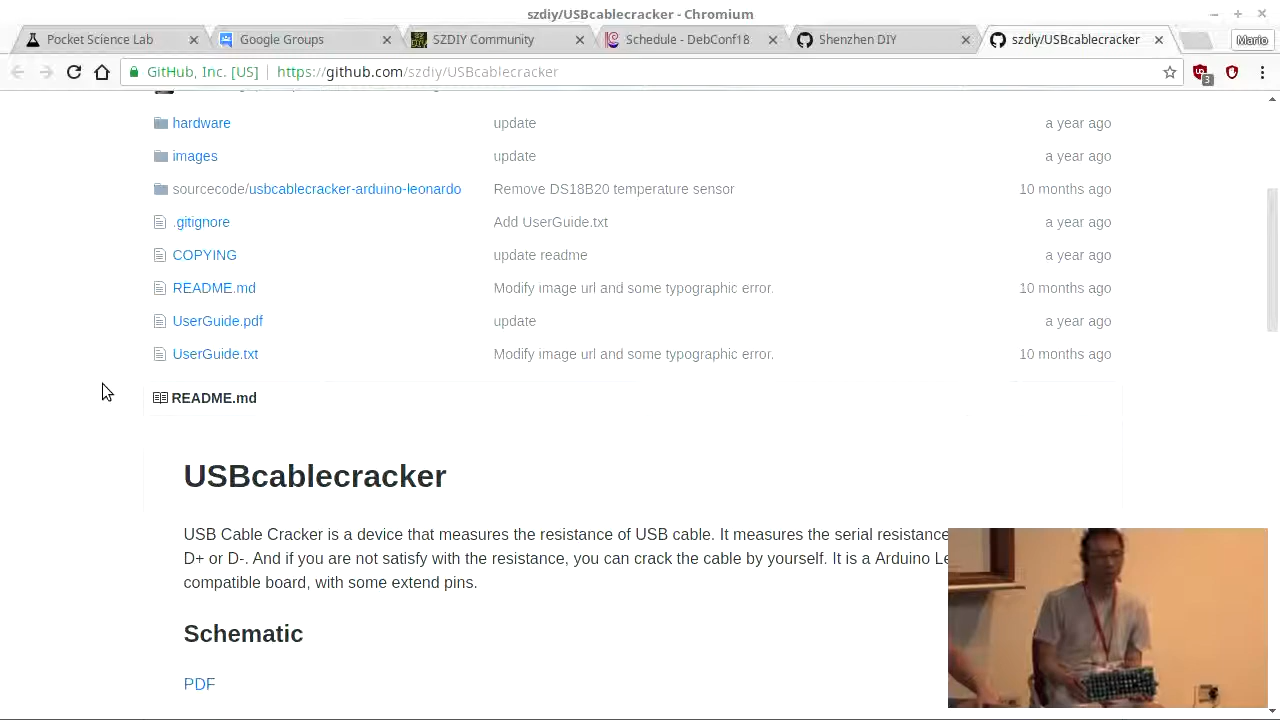 szdiy/USBcablecracker - Chromium
Pocket Science Lab
Google Groups
SZDIY Community
Schedule - DebConf18
Shenzhen DIY
szdiy/USBcablecracker
Mario
GitHub, Inc. [US]
https://github.com/szdiy/USBcablecracker
3
hardware update a year ago
images update a year ago
sourcecode/usbcablecracker-arduino-leonardo Remove DS18B20 temperature sensor 10 months ago
.gitignore Add UserGuide.txt a year ago
COPYING update readme a year ago
README.md Modify image url and some typographic error. 10 months ago
UserGuide.pdf update a year ago
UserGuide.txt Modify image url and some typographic error. 10 months ago
README.md
USBcablecracker
USB Cable Cracker is a device that measures the resistance of USB cable. It measures the serial resistance
D+ or D-. And if you are not satisfy with the resistance, you can crack the cable by yourself. It is a Arduino Le
compatible board, with some extend pins.
Schematic
PDF